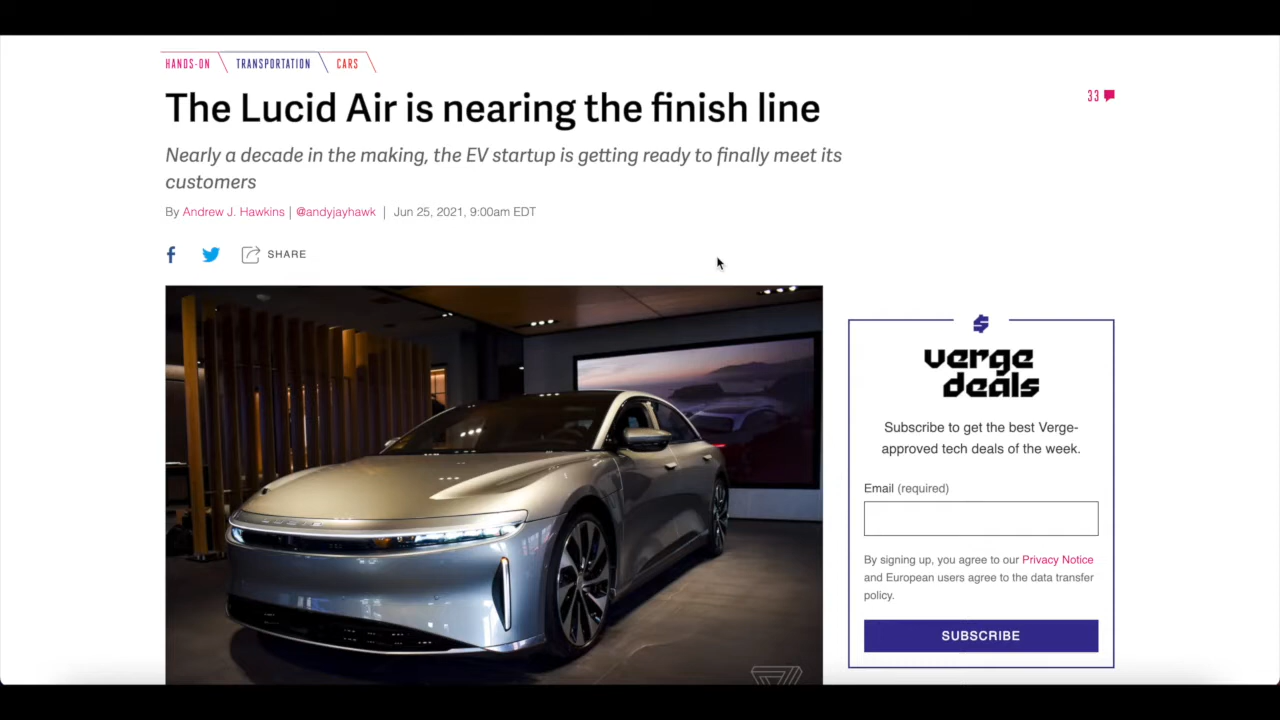 HANDS-ON TRANSPORTATION CARS
The Lucid Air is nearing the finish line
33
Nearly a decade in the making, the EV startup is getting ready to finally meet its
customers
By Andrew J. Hawkins | @andyjayhawk | Jun 25, 2021, 9:00am EDT
SHARE
verge
deals
Subscribe to get the best Verge-
approved tech deals of the week.
Email (required)
By signing up, you agree to our Privacy Notice
and European users agree to the data transfer
policy.
SUBSCRIBE